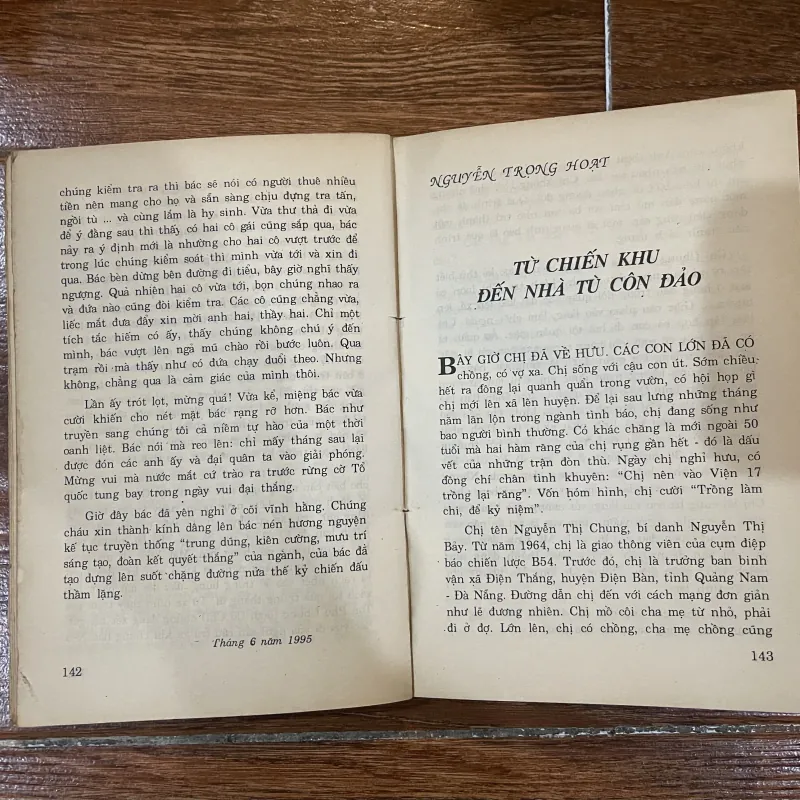 chúng kiểm tra ra thì bác sẽ nói có người thuê nhiều
tiền nên mang cho họ và sẵn sàng chịu đựng tra tấn,
ngồi tù ... và cùng lắm là hy sinh. Vừa thư thả đi vừa
để ý đằng sau thì thấy có hai cô gái cũng sắp qua, bác
nảy ra ý định mới là nhường cho hai cô vượt trước để
trong lúc chúng kiểm soát thì mình vừa tới và xin đi
qua. Bác bèn dừng bên đường đi tiểu, bây giờ nghĩ thấy
ngượng. Quả nhiên hai cô vừa tới, bọn chúng nhao ra
và đứa nào cũng đòi kiểm tra. Các cô cũng chẳng vừa,
liếc mắt đưa đẩy xin mời anh hai, thầy hai. Chỉ một
tích tắc hiếm có ấy, thấy chúng không chú ý đến
mình, bác vượt lên ngả mũ chào rồi bước luôn. Qua
trạm rồi mà thấy như có đứa chạy đuổi theo. Nhưng
không, chẳng qua là cảm giác của mình thôi.
Lần ấy trót lọt, mừng quá! Vừa kể, miệng bác vừa
cười khiến cho nét mặt bác rạng rỡ hơn. Bác như
truyền sang chúng tôi cả niềm tự hào của một thời
oanh liệt. Bác nói mà reo lên: chỉ mấy tháng sau lại
được đón các anh ấy và đại quân ta vào giải phóng.
Mừng vui mà nước mắt cứ trào ra trước rừng cờ Tổ
quốc tung bay trong ngày vui đại thắng.
Giờ đây bác đã yên nghỉ ở cõi vĩnh hằng. Chúng
cháu xin thành kính dâng lên bác nén hương nguyện
kế tục truyền thống "trung dũng, kiên cường, mưu trí
sáng tạo, đoàn kết quyết thắng" của ngành, của bác đã
tạo dựng lên suốt chặng đường nửa thế kỷ chiến đấu
thầm lặng.
Tháng 6 năm 1995
142
NGUYỄN TRỌNG HOẠT
TỪ CHIẾN KHU
ĐẾN NHÀ TÙ CÔN ĐẢO
BÂY GIỜ CHỊ ĐÃ VỀ HƯU. CÁC CON LỚN ĐÃ CÓ
chồng, có vợ xa. Chị sống với cậu con út. Sớm chiều
hết ra đồng lại quanh quẩn trong vườn, có hội họp gì
chị mới lên xã lên huyện. Để lại sau lưng những tháng
năm lăn lộn trong ngành tình báo, chị đang sống như
bao người bình thường. Có khác chăng là mới ngoài 50
tuổi mà hai hàm răng của chị rụng gần hết - đó là dấu
vết của những trận đòn thù. Ngày chị nghỉ hưu, có
đồng chí chân tình khuyên: "Chị nên vào Viện 17
trồng lại răng". Vốn hóm hỉnh, chị cười "Trồng làm
chi, để kỷ niệm".
Chị tên Nguyễn Thị Chung, bí danh Nguyễn Thị
Bảy. Từ năm 1964, chị là giao thông viên của cụm điệp
báo chiến lược B54. Trước đó, chị là trưởng ban binh
vận xã Điện Thắng, huyện Điện Bàn, tỉnh Quảng Nam
- Đà Nẵng. Đường dẫn chị đến với cách mạng đơn giản
như lẽ đương nhiên. Chị mồ côi cha mẹ từ nhỏ, phải
đi ở đợ. Lớn lên, chị có chồng, cha mẹ chồng cũng
143